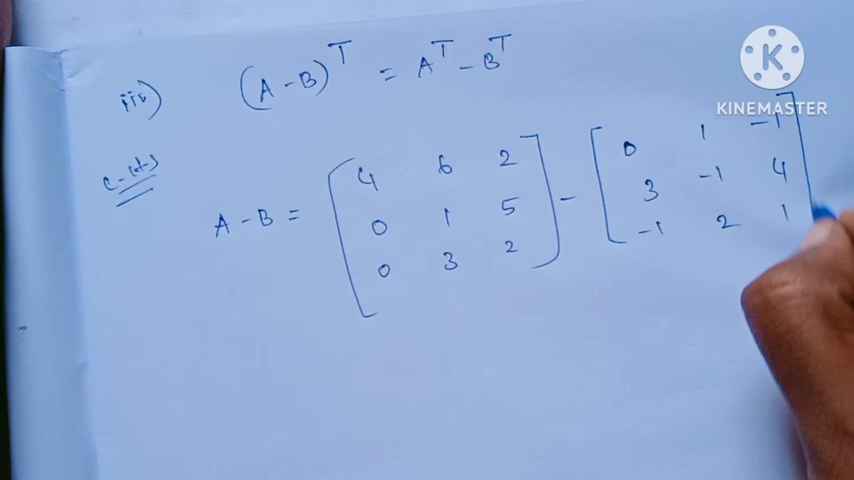 iii) (A - B)^T = A^T - B^T
A - B = [ 4 6 2 ] - [ 0 1 -1 ]
0 1 5 3 -1 4
0 3 2 -1 2 1
K
KINEMASTER